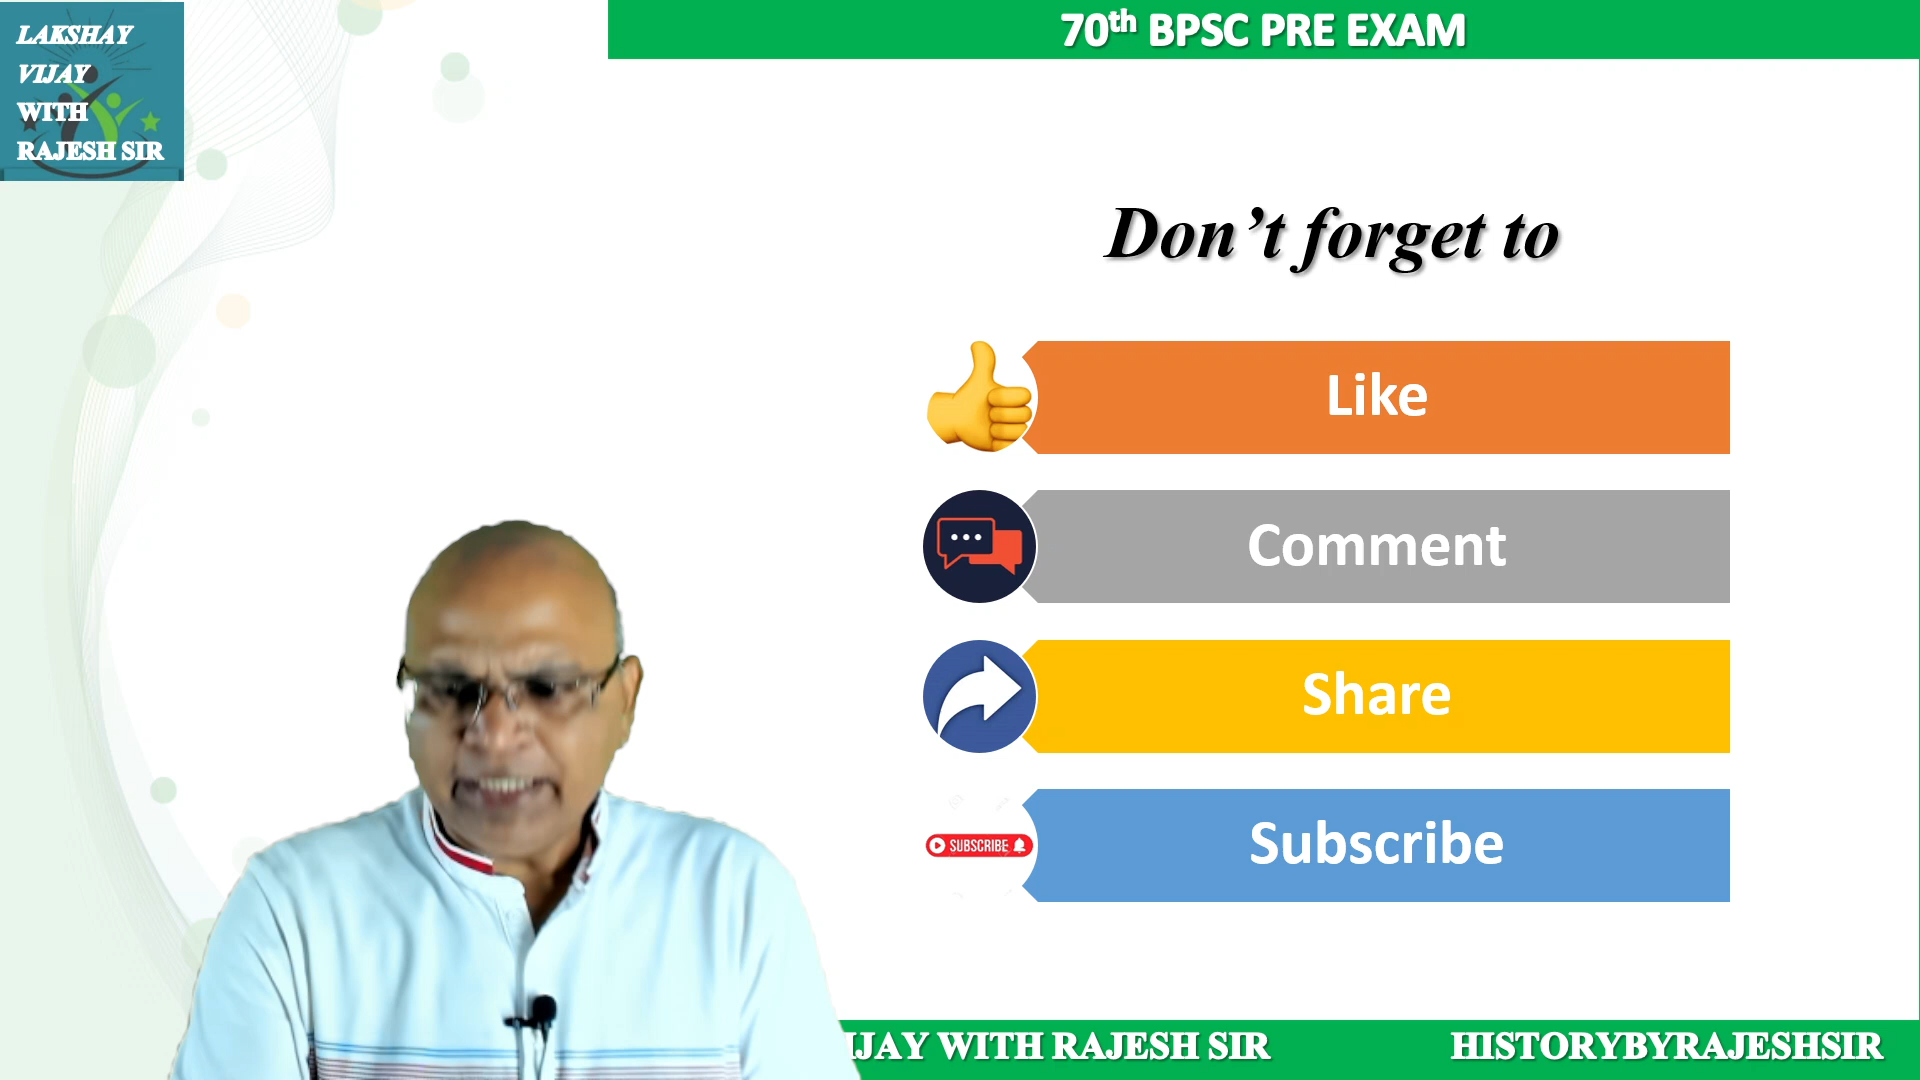 LAKSHAY
VIJAY
WITH
RAJESH SIR
70th BPSC PRE EXAM
Don’t forget to
Like
Comment
Share
SUBSCRIBE
Subscribe
WITH RAJESH SIR
HISTORYBYRAJESHSIR